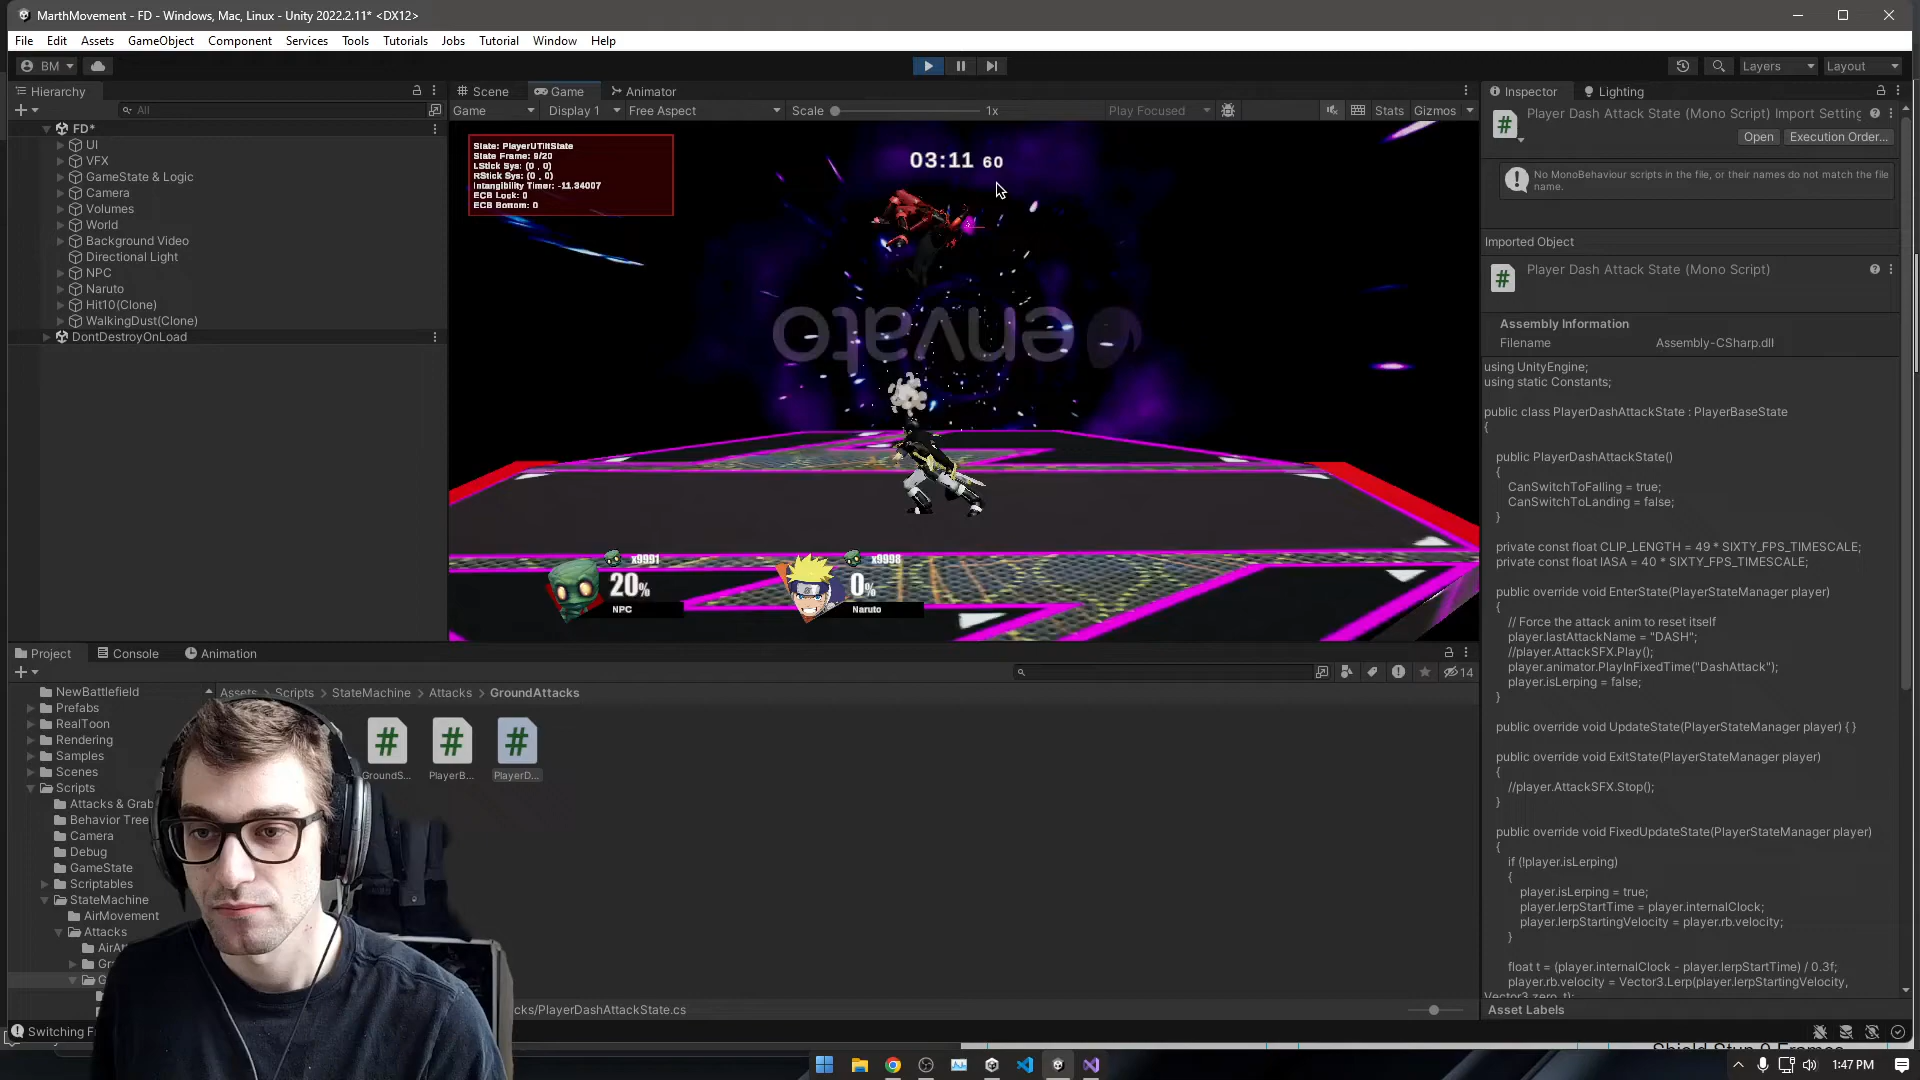 MarthMovement - FD - Windows, Mac, Linux - Unity 2022.2.11* <DX12>
File Edit Assets GameObject Component Services Tools Tutorials Jobs Tutorial Window Help
BM
Layers
Layout
Hierarchy
All
FD*
UI
VFX
GameState & Logic
Camera
Volumes
World
Background Video
Directional Light
NPC
Naruto
Hit10(Clone)
WalkingDust(Clone)
DontDestroyOnLoad
Scene
Game
Animator
Game
Display 1
Free Aspect
Scale
1x
Play Focused
Stats
Gizmos
State: PlayerUTiltState
State Frame: 9/20
LStick Sys: (0 , 0)
RStick Sys: (0 , 0)
Intangibility Timer: -11.34007
ECB Lock: 0
ECB Bottom: 0
03:11 60
envato
x9991
20%
NPC
x9998
0%
Naruto
Inspector
Lighting
Player Dash Attack State (Mono Script) Import Setting
Open
Execution Order...
No MonoBehaviour scripts in the file, or their names do not match the file
name.
Imported Object
Player Dash Attack State (Mono Script)
Assembly Information
Filename
Assembly-CSharp.dll
using UnityEngine;
using static Constants;
public class PlayerDashAttackState : PlayerBaseState
{
public PlayerDashAttackState()
{
CanSwitchToFalling = true;
CanSwitchToLanding = false;
}
private const float CLIP_LENGTH = 49 * SIXTY_FPS_TIMESCALE;
private const float IASA = 40 * SIXTY_FPS_TIMESCALE;
public override void EnterState(PlayerStateManager player)
{
// Force the attack anim to reset itself
player.lastAttackName = "DASH";
//player.AttackSFX.Play();
player.animator.PlayInFixedTime("DashAttack");
player.isLerping = false;
}
public override void UpdateState(PlayerStateManager player) { }
public override void ExitState(PlayerStateManager player)
{
//player.AttackSFX.Stop();
}
public override void FixedUpdateState(PlayerStateManager player)
{
if (!player.isLerping)
{
player.isLerping = true;
player.lerpStartTime = player.internalClock;
player.lerpStartingVelocity = player.rb.velocity;
}
float t = (player.internalClock - player.lerpStartTime) / 0.3f;
player.rb.velocity = Vector3.Lerp(player.lerpStartingVelocity,
Vector3.zero, t);
Asset Labels
Project
Console
Animation
14
NewBattlefield
Prefabs
RealToon
Rendering
Samples
Scenes
Scripts
Attacks & Grab
Behavior Tree
Camera
Debug
GameState
Scriptables
StateMachine
AirMovement
Attacks
AirAt
Gr
G
Assets > Scripts > StateMachine > Attacks > GroundAttacks
GroundS...
PlayerB...
PlayerD...
cks/PlayerDashAttackState.cs
Switching F
1:47 PM